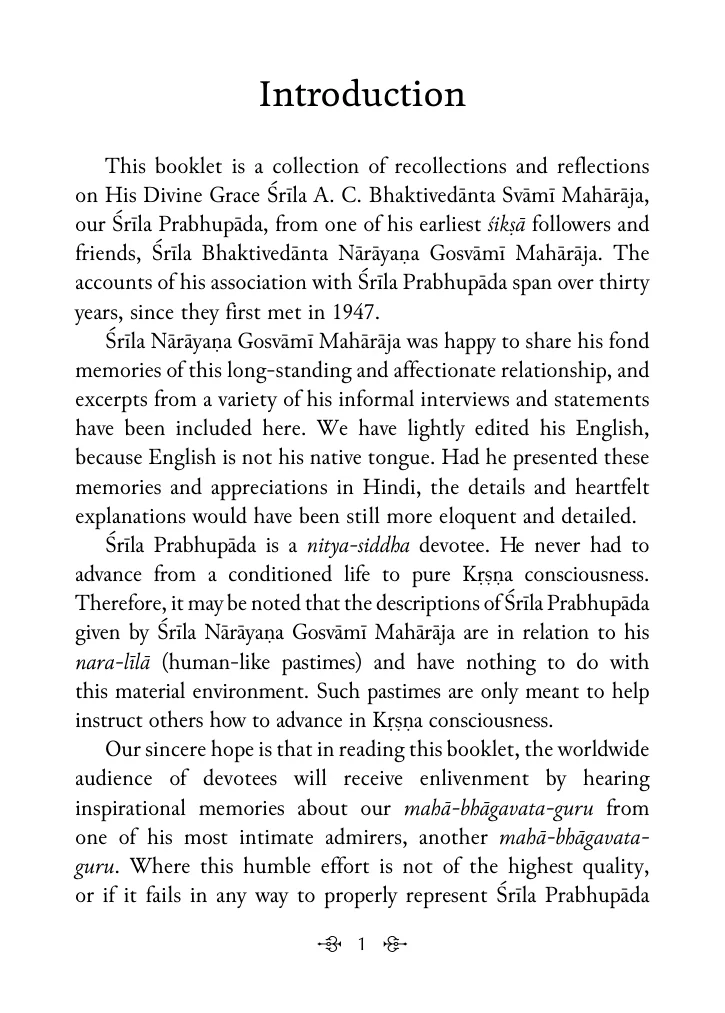 Introduction
This booklet is a collection of recollections and reflections
on His Divine Grace Śrīla A. C. Bhaktivedānta Svāmī Mahārāja,
our Śrīla Prabhupāda, from one of his earliest śikṣā followers and
friends, Śrīla Bhaktivedānta Nārāyaṇa Gosvāmī Mahārāja. The
accounts of his association with Śrīla Prabhupāda span over thirty
years, since they first met in 1947.
Śrīla Nārāyaṇa Gosvāmī Mahārāja was happy to share his fond
memories of this long-standing and affectionate relationship, and
excerpts from a variety of his informal interviews and statements
have been included here. We have lightly edited his English,
because English is not his native tongue. Had he presented these
memories and appreciations in Hindi, the details and heartfelt
explanations would have been still more eloquent and detailed.
Śrīla Prabhupāda is a nitya-siddha devotee. He never had to
advance from a conditioned life to pure Kṛṣṇa consciousness.
Therefore, it may be noted that the descriptions of Śrīla Prabhupāda
given by Śrīla Nārāyaṇa Gosvāmī Mahārāja are in relation to his
nara-līlā (human-like pastimes) and have nothing to do with
this material environment. Such pastimes are only meant to help
instruct others how to advance in Kṛṣṇa consciousness.
Our sincere hope is that in reading this booklet, the worldwide
audience of devotees will receive enlivenment by hearing
inspirational memories about our mahā-bhāgavata-guru from
one of his most intimate admirers, another mahā-bhāgavata-
guru. Where this humble effort is not of the highest quality,
or if it fails in any way to properly represent Śrīla Prabhupāda
1